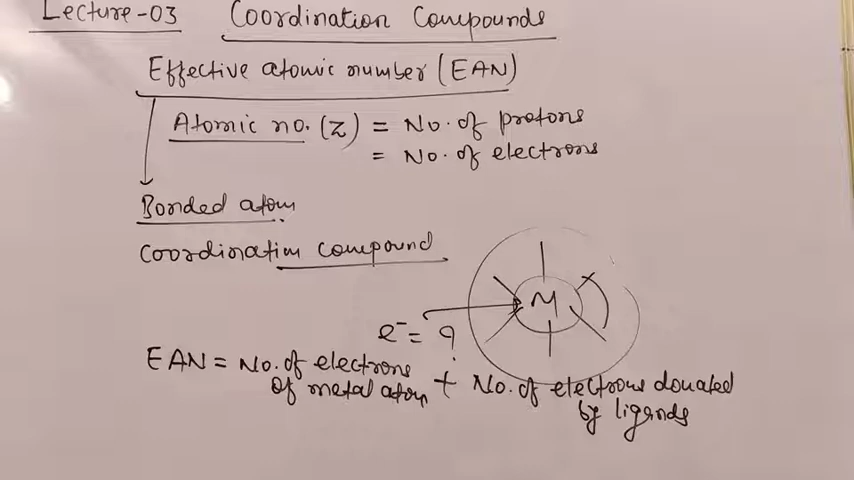 Lecture-03 Coordination Compounds
Effective atomic number (EAN)
Atomic no. (Z) = No. of protons
= No. of electrons
Bonded atom
Coordination compound
M
e⁻ = ?
EAN = No. of electrons of metal atom + No. of electrons donated by ligands